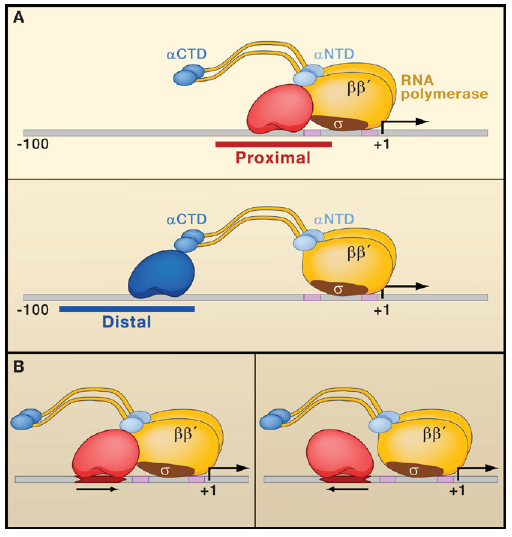 A
αCTD
αNTD
RNA
polymerase
ββ´
σ
-100
+1
Proximal
αCTD
αNTD
ββ´
σ
-100
+1
Distal
B
ββ´
σ
+1
ββ´
σ
+1